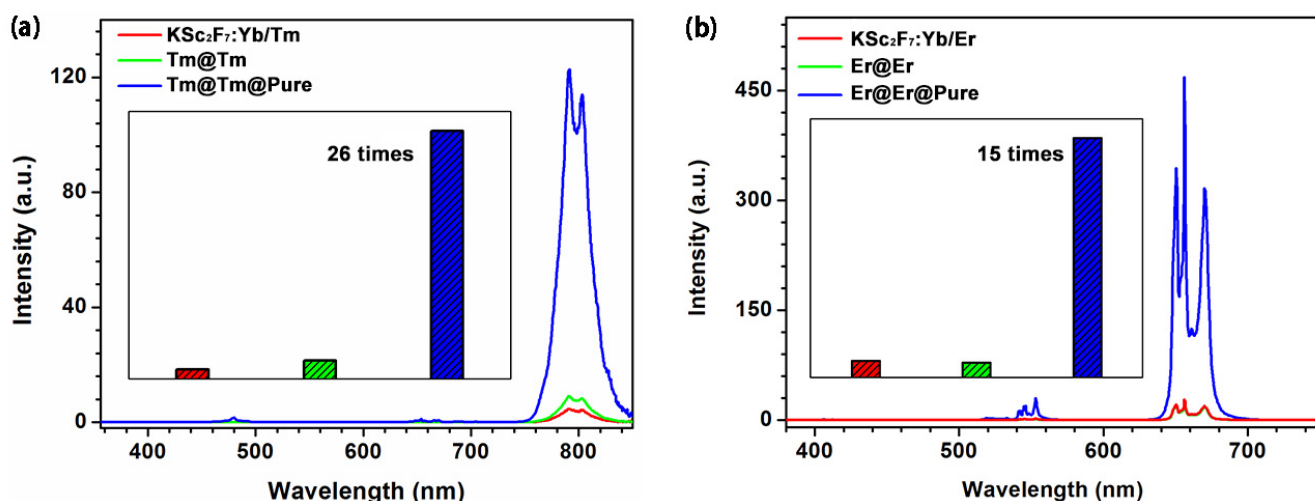 (a)
KSc₂F₇:Yb/Tm
Tm@Tm
Tm@Tm@Pure
26 times
Intensity (a.u.)
120
80
40
0
400 500 600 700 800
Wavelength (nm)
(b)
KSc₂F₇:Yb/Er
Er@Er
Er@Er@Pure
15 times
Intensity (a.u.)
450
300
150
0
400 500 600 700
Wavelength (nm)